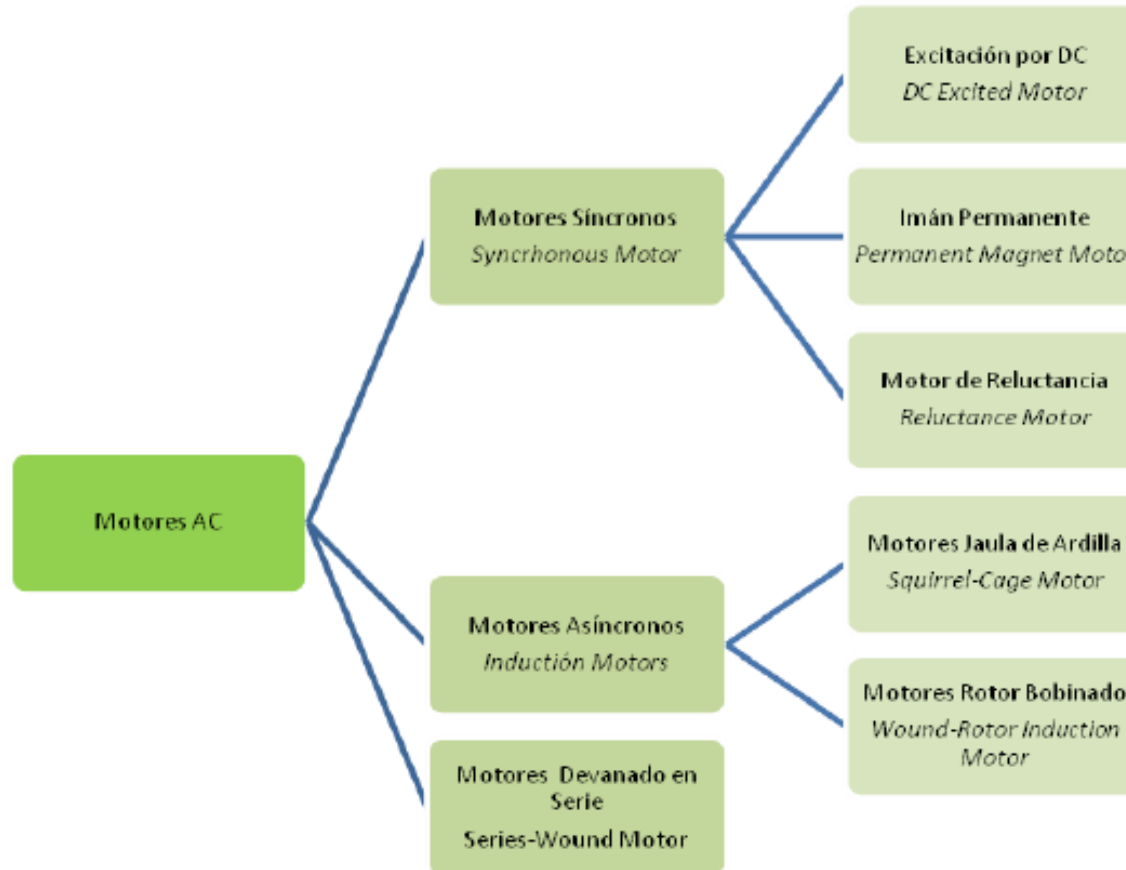 Motores AC
Motores Síncronos
Syncrhonous Motor
Excitación por DC
DC Excited Motor
Imán Permanente
Permanent Magnet Moto
Motor de Reluctancia
Reluctance Motor
Motores Asíncronos
Inductión Motors
Motores Jaula de Ardilla
Squirrel-Cage Motor
Motores Rotor Bobinado
Wound-Rotor Induction
Motor
Motores Devanado en
Serie
Series-Wound Motor